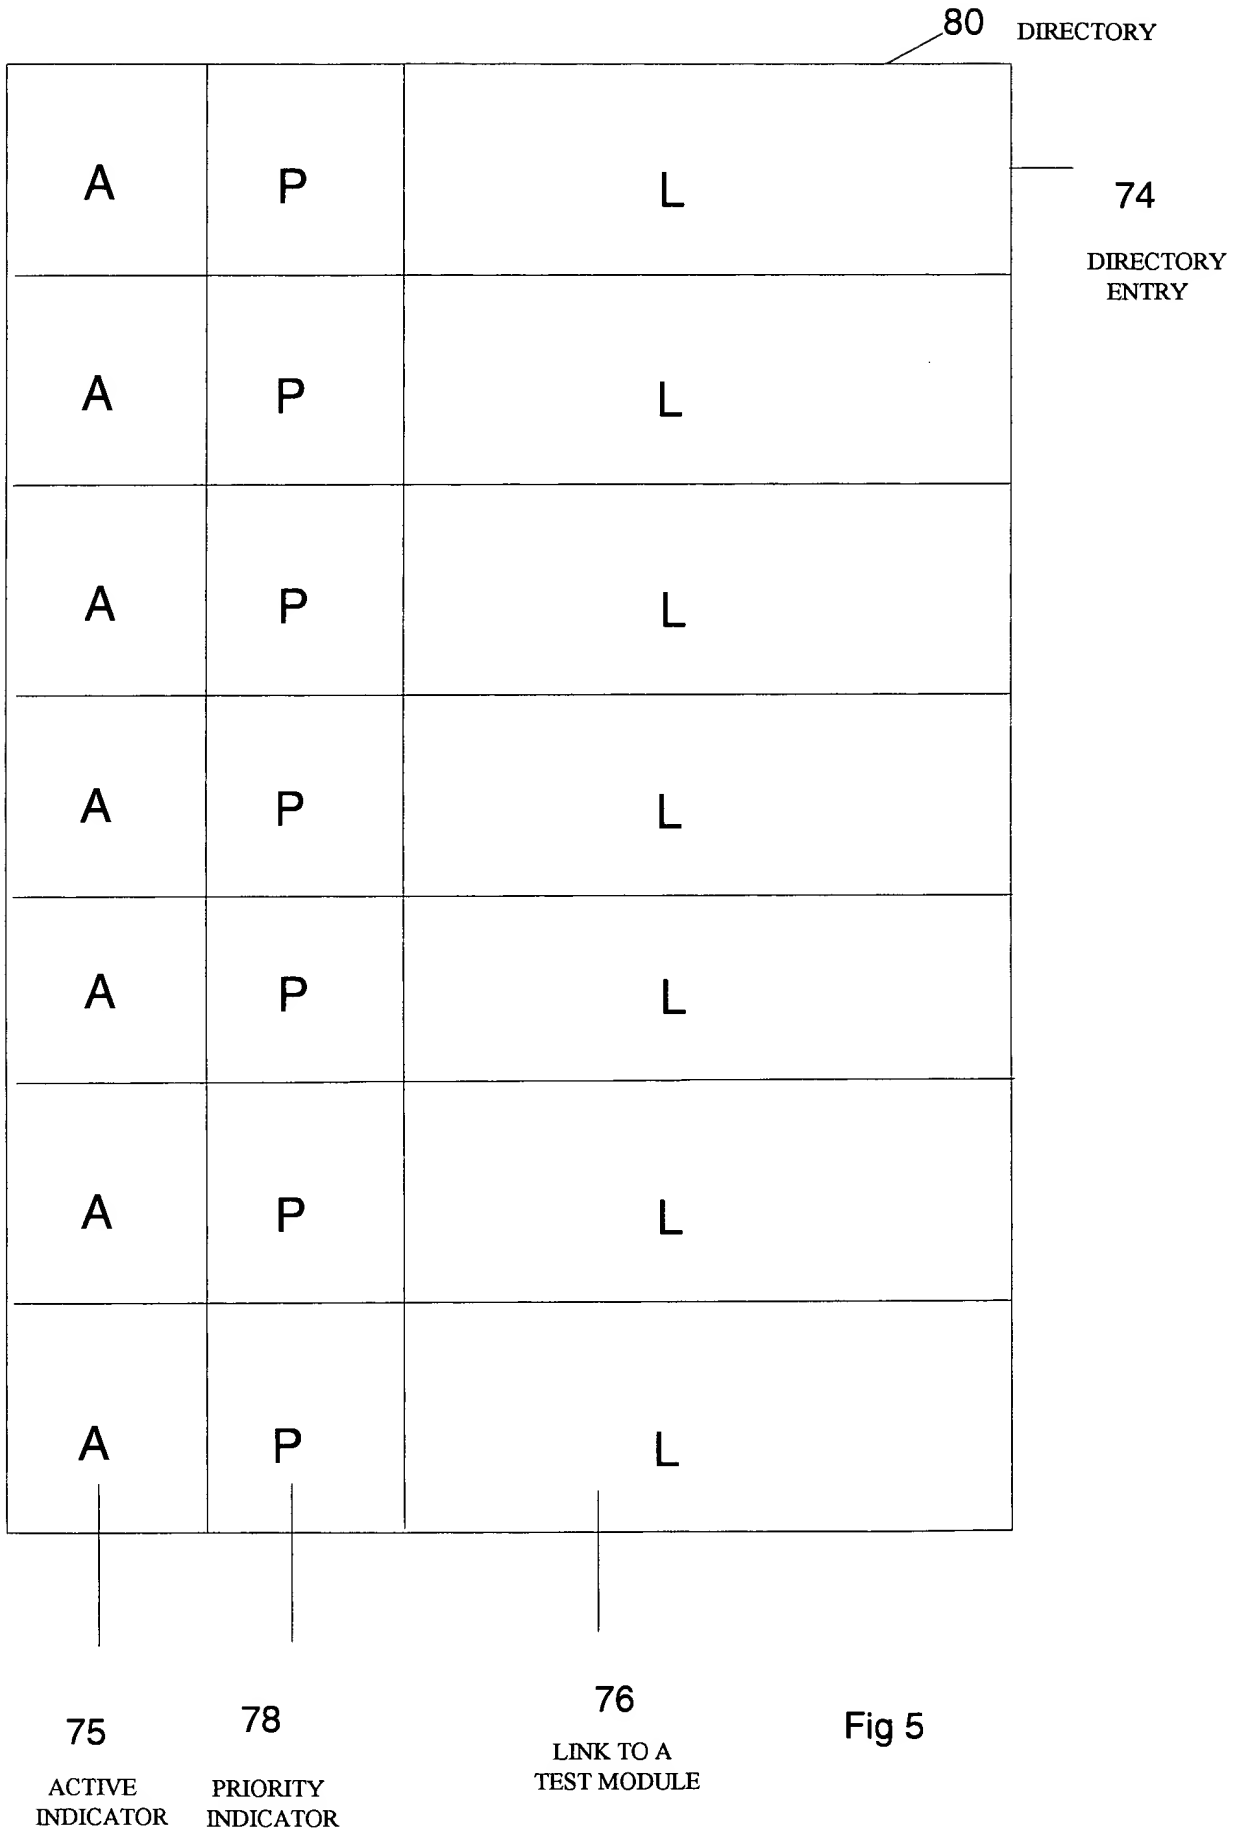 80 DIRECTORY
A P L
74
DIRECTORY
ENTRY
A P L
A P L
A P L
A P L
A P L
A P L
75
ACTIVE
INDICATOR
78
PRIORITY
INDICATOR
76
LINK TO A
TEST MODULE
Fig 5